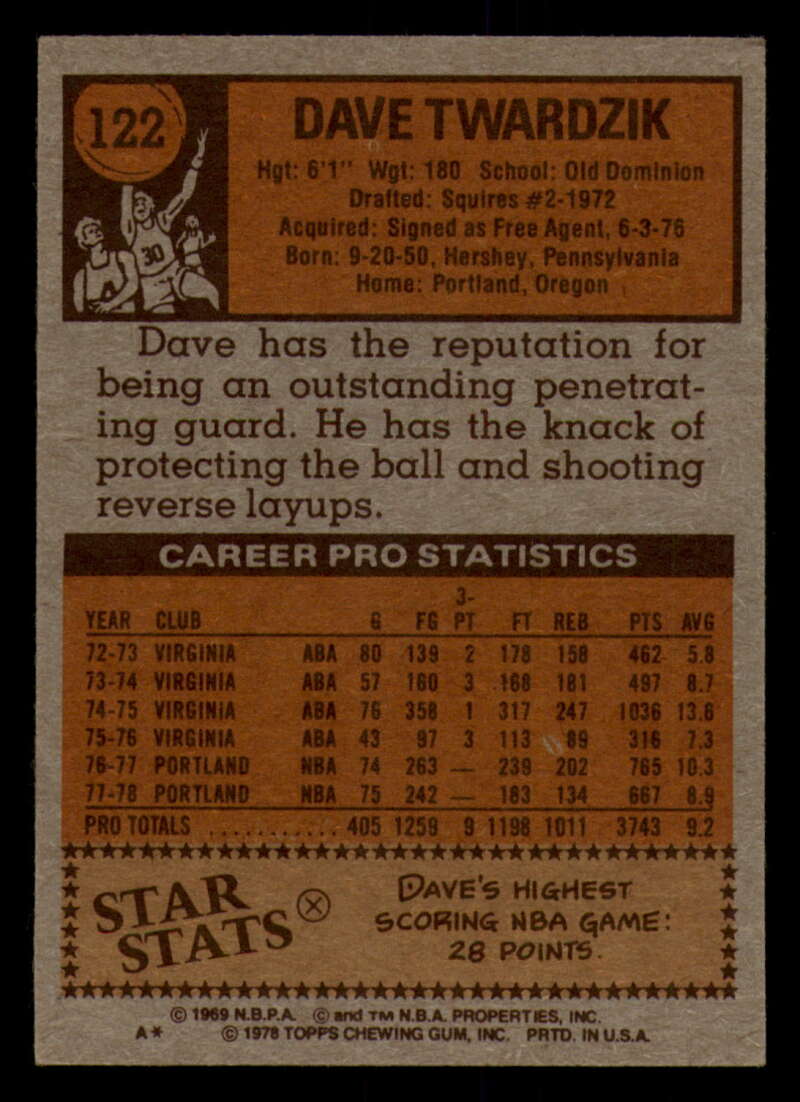 122
DAVE TWARDZIK
Hgt: 6'1" Wgt: 180 School: Old Dominion
Drafted: Squires #2-1972
Acquired: Signed as Free Agent, 6-3-76
Born: 9-20-50, Hershey, Pennsylvania
Home: Portland, Oregon
30
A
Dave has the reputation for
being an outstanding penetrat-
ing guard. He has the knack of
protecting the ball and shooting
reverse layups.
CAREER PRO STATISTICS
YEAR CLUB G FG 3-PT FT REB PTS AVG
72-73 VIRGINIA ABA 80 139 2 178 158 462 5.8
73-74 VIRGINIA ABA 57 160 3 168 181 497 8.7
74-75 VIRGINIA ABA 76 358 1 317 247 1036 13.6
75-76 VIRGINIA ABA 43 97 3 113 89 316 7.3
76-77 PORTLAND NBA 74 263 — 239 202 765 10.3
77-78 PORTLAND NBA 75 242 — 183 134 667 8.9
PRO TOTALS ........... 405 1259 9 1198 1011 3743 9.2
STAR
STATS
DAVE'S HIGHEST
SCORING NBA GAME:
28 POINTS.
© 1969 N.B.P.A. © and TM N.B.A. PROPERTIES, INC.
A* © 1978 TOPPS CHEWING GUM, INC. PRTD. IN U.S.A.